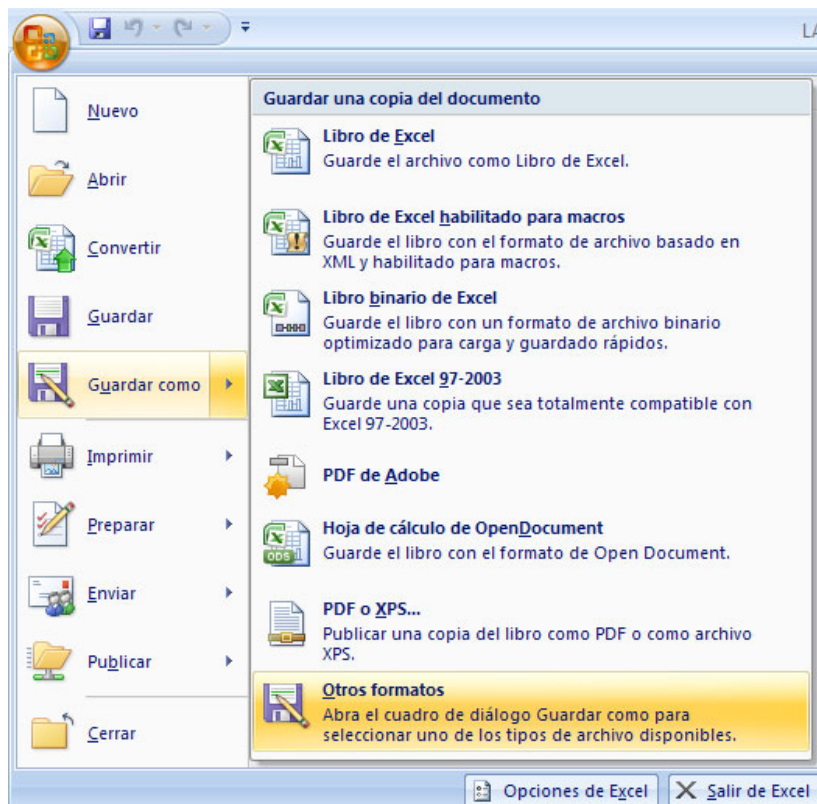 LA
Nuevo
Abrir
Convertir
Guardar
Guardar como
Imprimir
Preparar
Enviar
Publicar
Cerrar
Guardar una copia del documento
Libro de Excel
Guarde el archivo como Libro de Excel.
Libro de Excel habilitado para macros
Guarde el libro con el formato de archivo basado en
XML y habilitado para macros.
Libro binario de Excel
Guarde el libro con un formato de archivo binario
optimizado para carga y guardado rápidos.
Libro de Excel 97-2003
Guarde una copia que sea totalmente compatible con
Excel 97-2003.
PDF de Adobe
Hoja de cálculo de OpenDocument
Guarde el libro con el formato de Open Document.
ODS
PDF o XPS...
Publicar una copia del libro como PDF o como archivo
XPS.
Otros formatos
Abra el cuadro de diálogo Guardar como para
seleccionar uno de los tipos de archivo disponibles.
Opciones de Excel
Salir de Excel